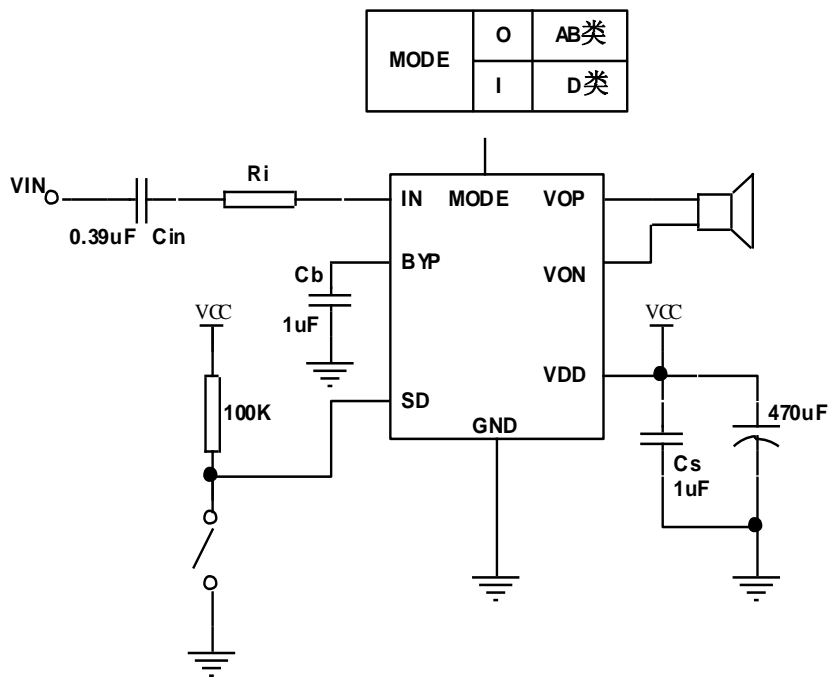 MODE
O AB类
I D类
VIN
Ri
IN MODE VOP
0.39uF Cin
BYP
VON
Cb
1uF
VCC
VCC
VDD
SD
100K
GND
470uF
Cs
1uF